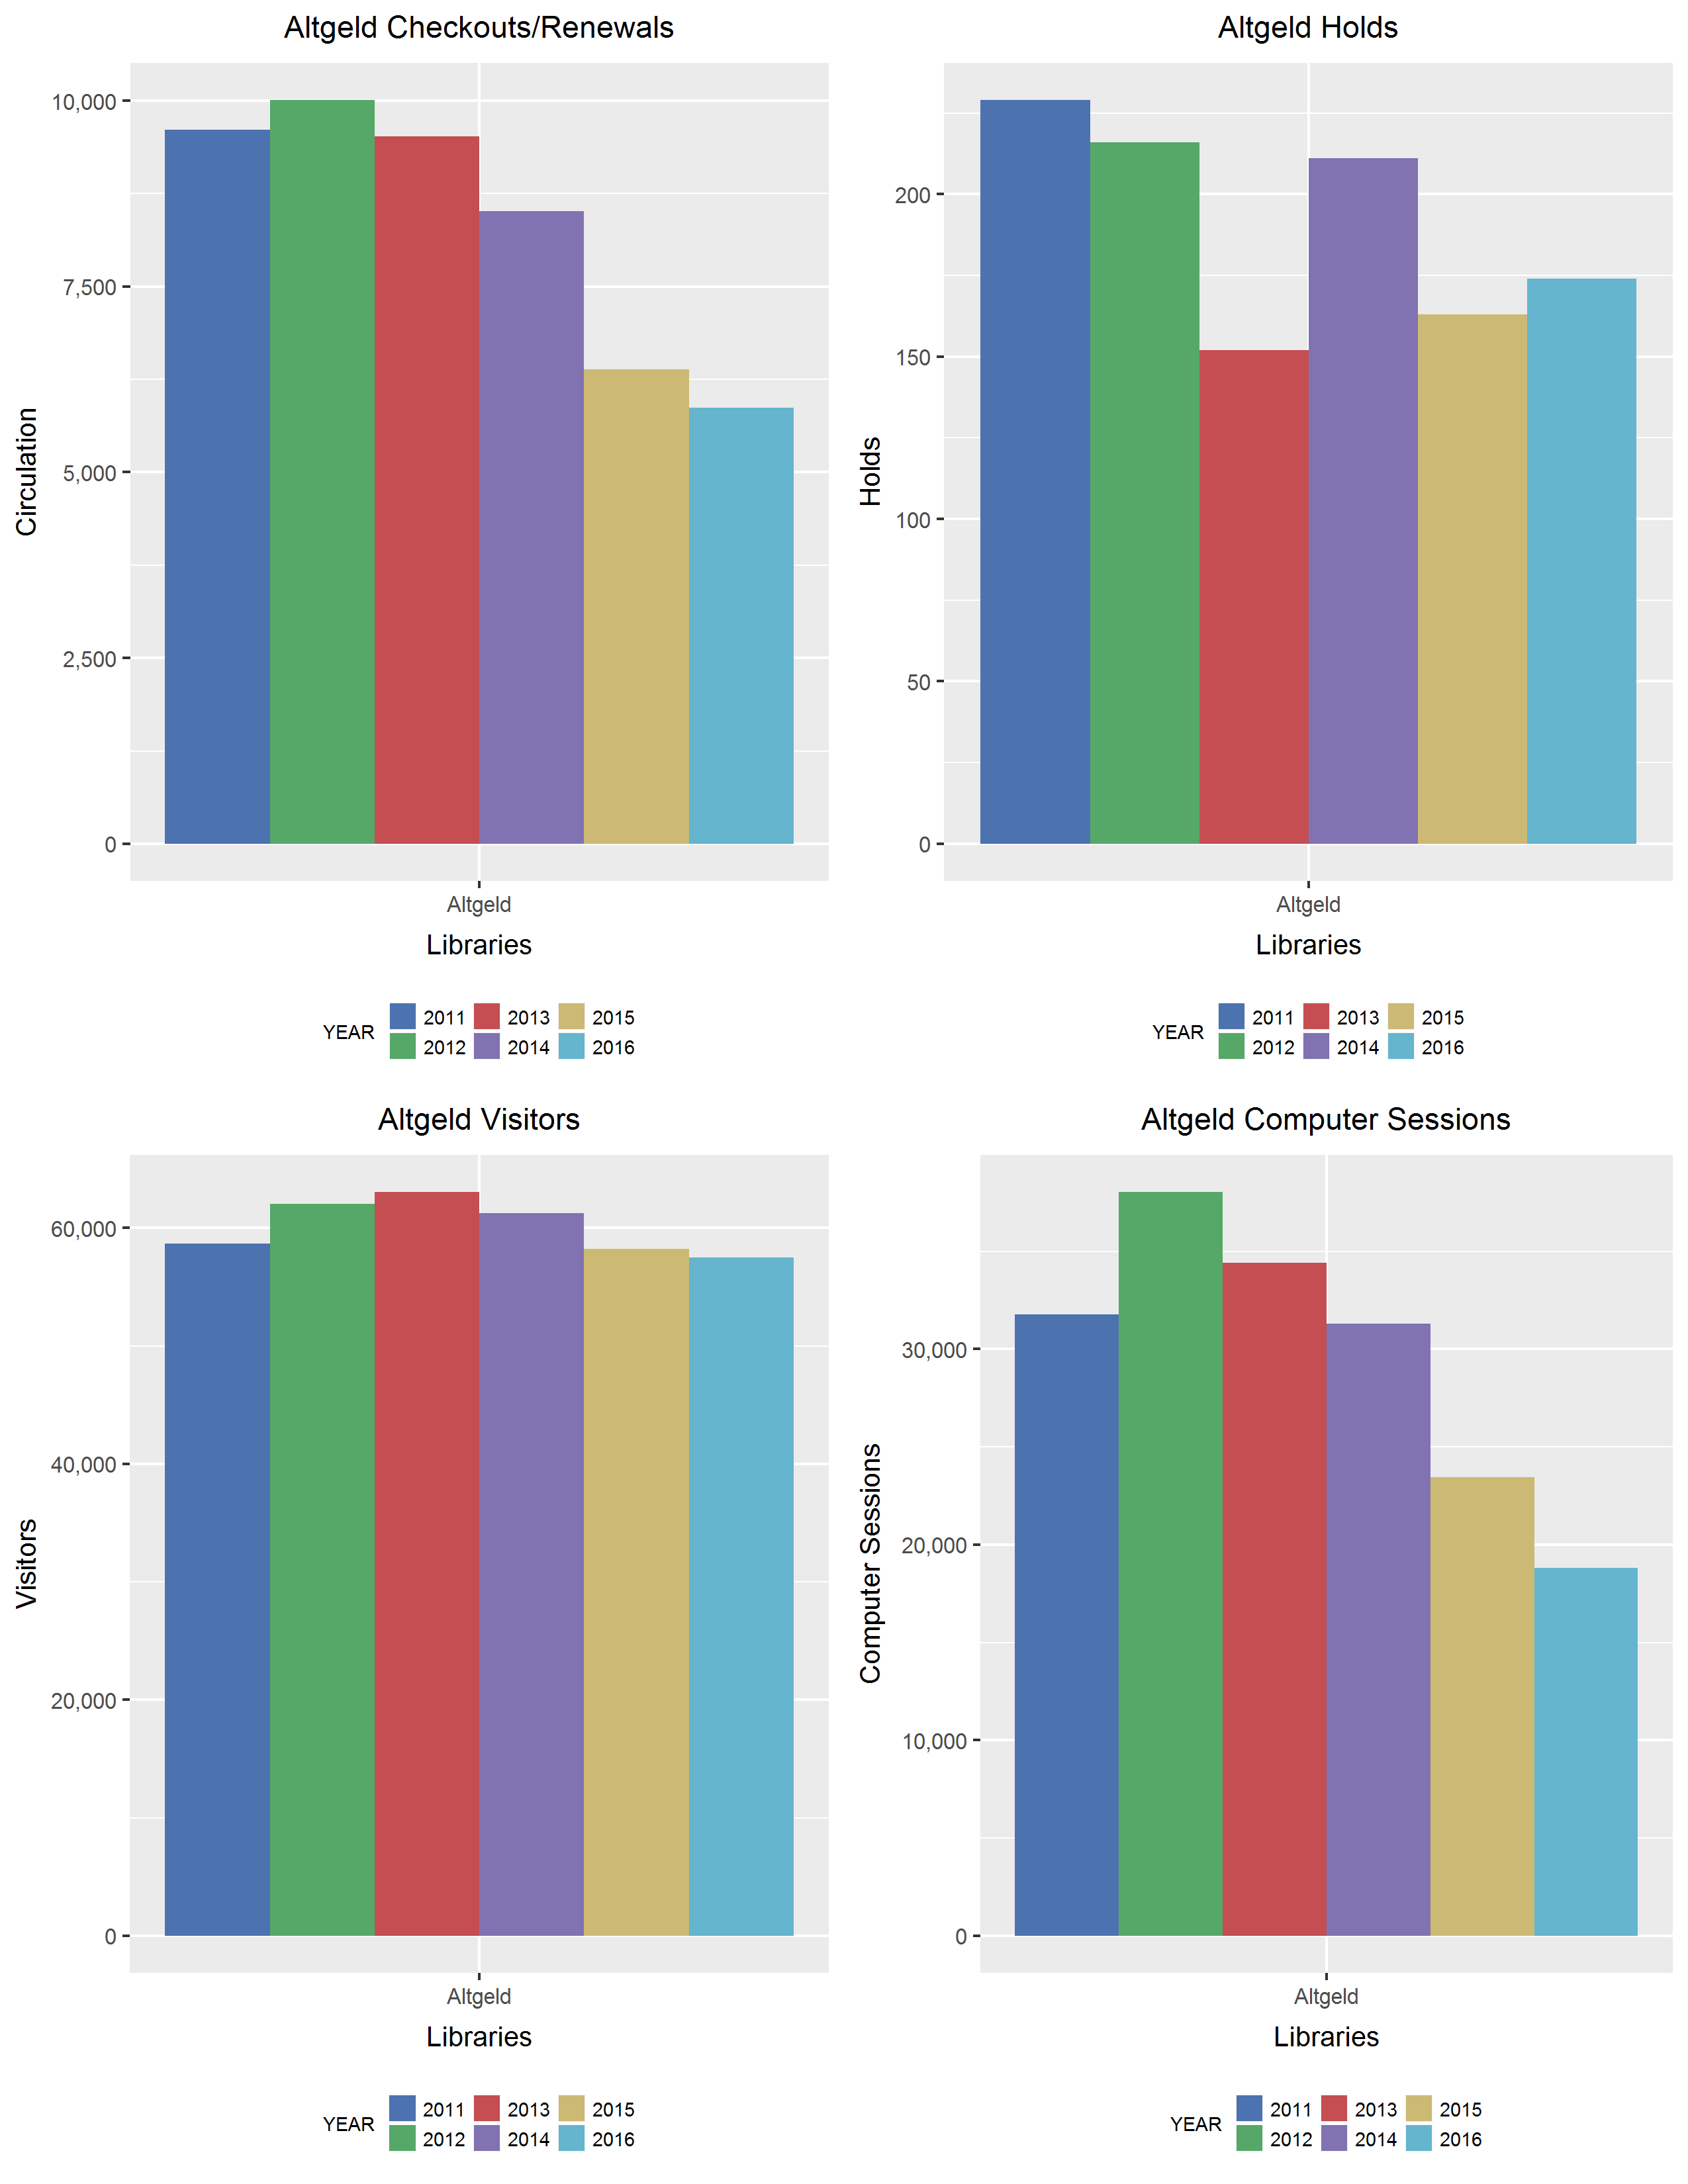 Altgeld Checkouts/Renewals
Circulation
10,000
7,500
5,000
2,500
0
Altgeld
Libraries
YEAR
2011 2013 2015
2012 2014 2016
Altgeld Holds
Holds
200
150
100
50
0
Altgeld
Libraries
YEAR
2011 2013 2015
2012 2014 2016
Altgeld Visitors
Visitors
60,000
40,000
20,000
0
Altgeld
Libraries
YEAR
2011 2013 2015
2012 2014 2016
Altgeld Computer Sessions
Computer Sessions
30,000
20,000
10,000
0
Altgeld
Libraries
YEAR
2011 2013 2015
2012 2014 2016